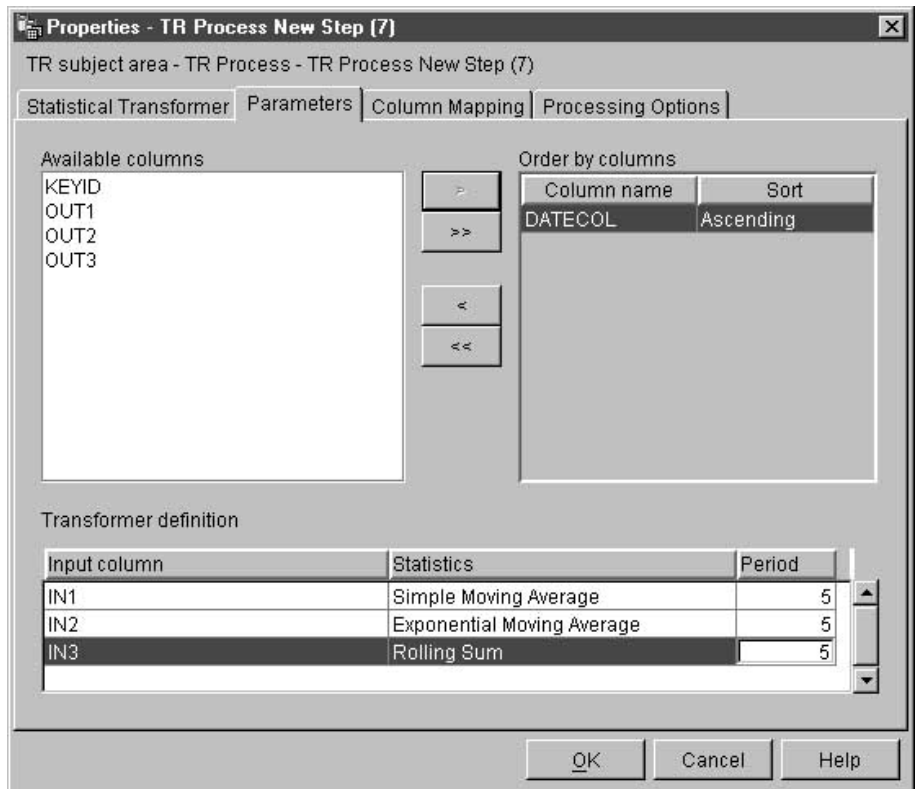 Properties - TR Process New Step (7)
TR subject area - TR Process - TR Process New Step (7)
Statistical Transformer Parameters Column Mapping Processing Options
Available columns
KEYID
OUT1
OUT2
OUT3
>
>>
<
<<
Order by columns
Column name Sort
DATECOL Ascending
Transformer definition
Input column Statistics Period
IN1 Simple Moving Average 5
IN2 Exponential Moving Average 5
IN3 Rolling Sum 5
OK Cancel Help